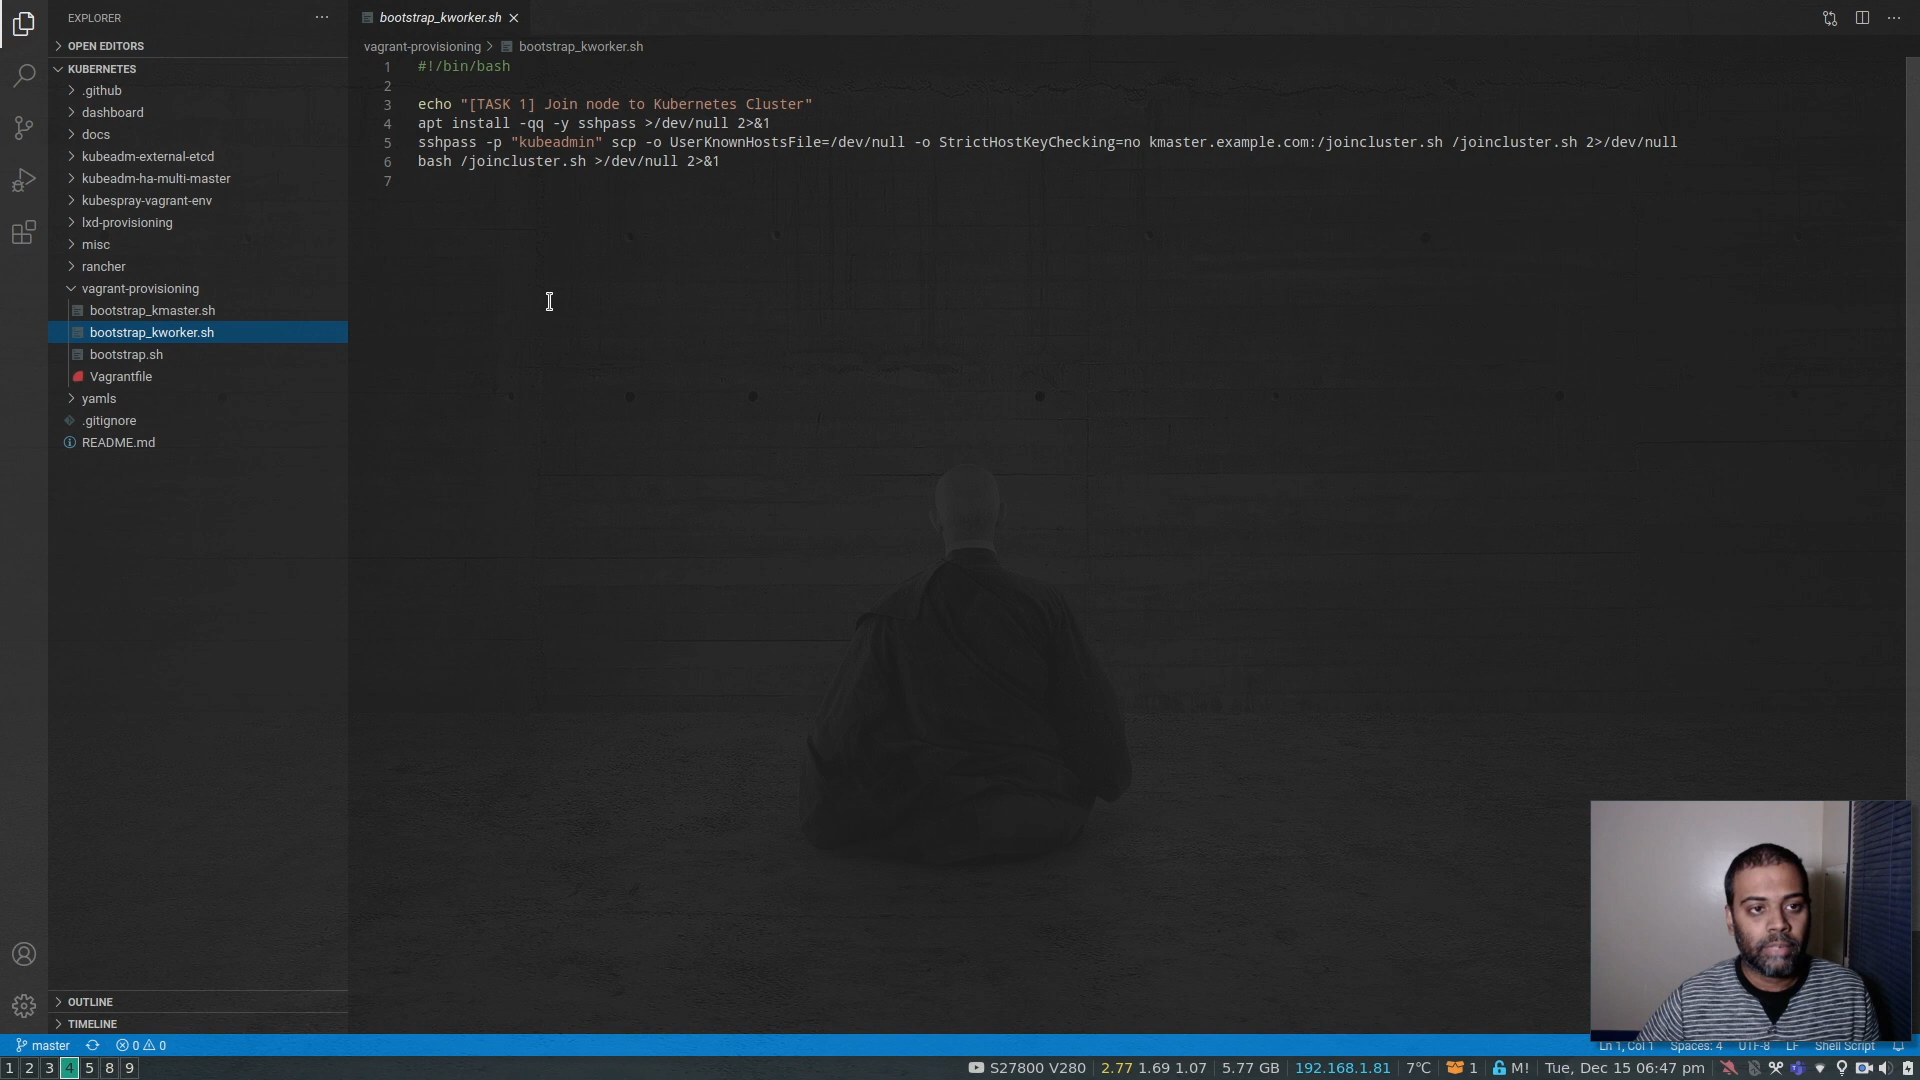 EXPLORER
OPEN EDITORS
KUBERNETES
.github
dashboard
docs
kubeadm-external-etcd
kubeadm-ha-multi-master
kubespray-vagrant-env
lxd-provisioning
misc
rancher
vagrant-provisioning
bootstrap_kmaster.sh
bootstrap_kworker.sh
bootstrap.sh
Vagrantfile
yamls
.gitignore
README.md
OUTLINE
TIMELINE
bootstrap_kworker.sh
vagrant-provisioning > bootstrap_kworker.sh
1 #!/bin/bash
2
3 echo "[TASK 1] Join node to Kubernetes Cluster"
4 apt install -qq -y sshpass >/dev/null 2>&1
5 sshpass -p "kubeadmin" scp -o UserKnownHostsFile=/dev/null -o StrictHostKeyChecking=no kmaster.example.com:/joincluster.sh /joincluster.sh 2>/dev/null
6 bash /joincluster.sh >/dev/null 2>&1
7
master 0 0 Ln 1, Col 1 Spaces: 4 UTF-8 LF Shell Script
1 2 3 4 5 8 9 S27800 V280 2.77 1.69 1.07 5.77 GB 192.168.1.81 7°C 1 M! Tue, Dec 15 06:47 pm